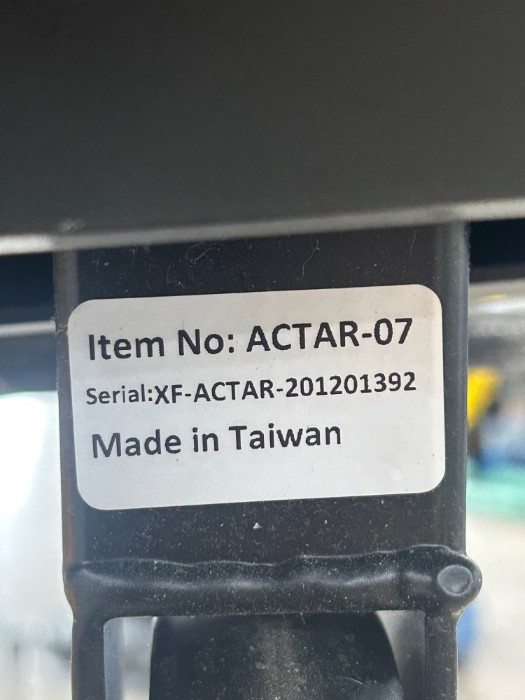 Item No: ACTAR-07
Serial:XF-ACTAR-201201392
Made in Taiwan